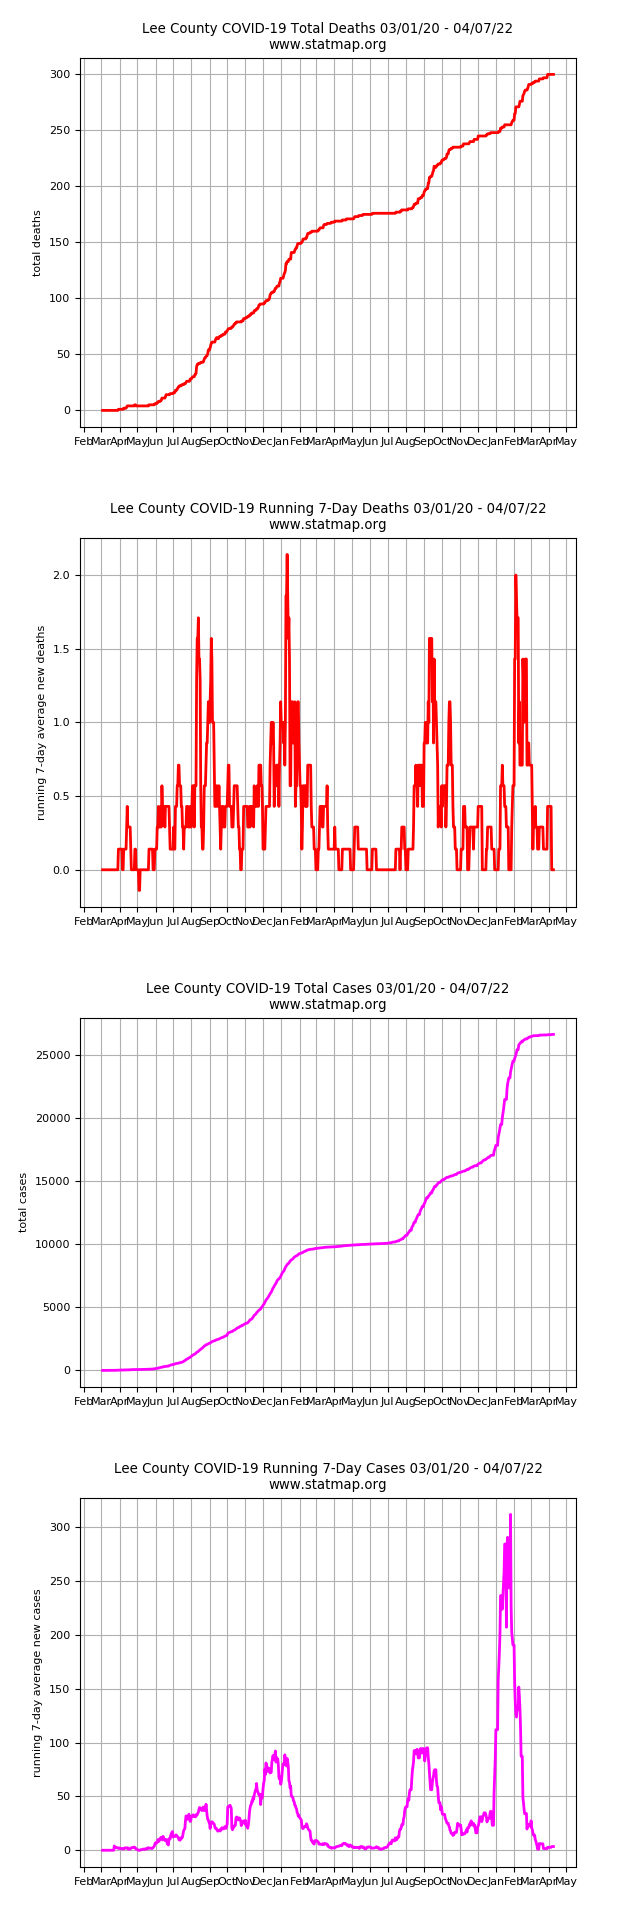 Lee County COVID-19 Total Deaths 03/01/20 - 04/07/22
www.statmap.org
300
250
200
150
100
50
0
total deaths
Feb Mar Apr May Jun Jul Aug Sep Oct Nov Dec Jan Feb Mar Apr May Jun Jul Aug Sep Oct Nov Dec Jan Feb Mar Apr May
Lee County COVID-19 Running 7-Day Deaths 03/01/20 - 04/07/22
www.statmap.org
2.0
1.5
1.0
0.5
0.0
running 7-day average new deaths
Feb Mar Apr May Jun Jul Aug Sep Oct Nov Dec Jan Feb Mar Apr May Jun Jul Aug Sep Oct Nov Dec Jan Feb Mar Apr May
Lee County COVID-19 Total Cases 03/01/20 - 04/07/22
www.statmap.org
25000
20000
15000
10000
5000
0
total cases
Feb Mar Apr May Jun Jul Aug Sep Oct Nov Dec Jan Feb Mar Apr May Jun Jul Aug Sep Oct Nov Dec Jan Feb Mar Apr May
Lee County COVID-19 Running 7-Day Cases 03/01/20 - 04/07/22
www.statmap.org
300
250
200
150
100
50
0
running 7-day average new cases
Feb Mar Apr May Jun Jul Aug Sep Oct Nov Dec Jan Feb Mar Apr May Jun Jul Aug Sep Oct Nov Dec Jan Feb Mar Apr May